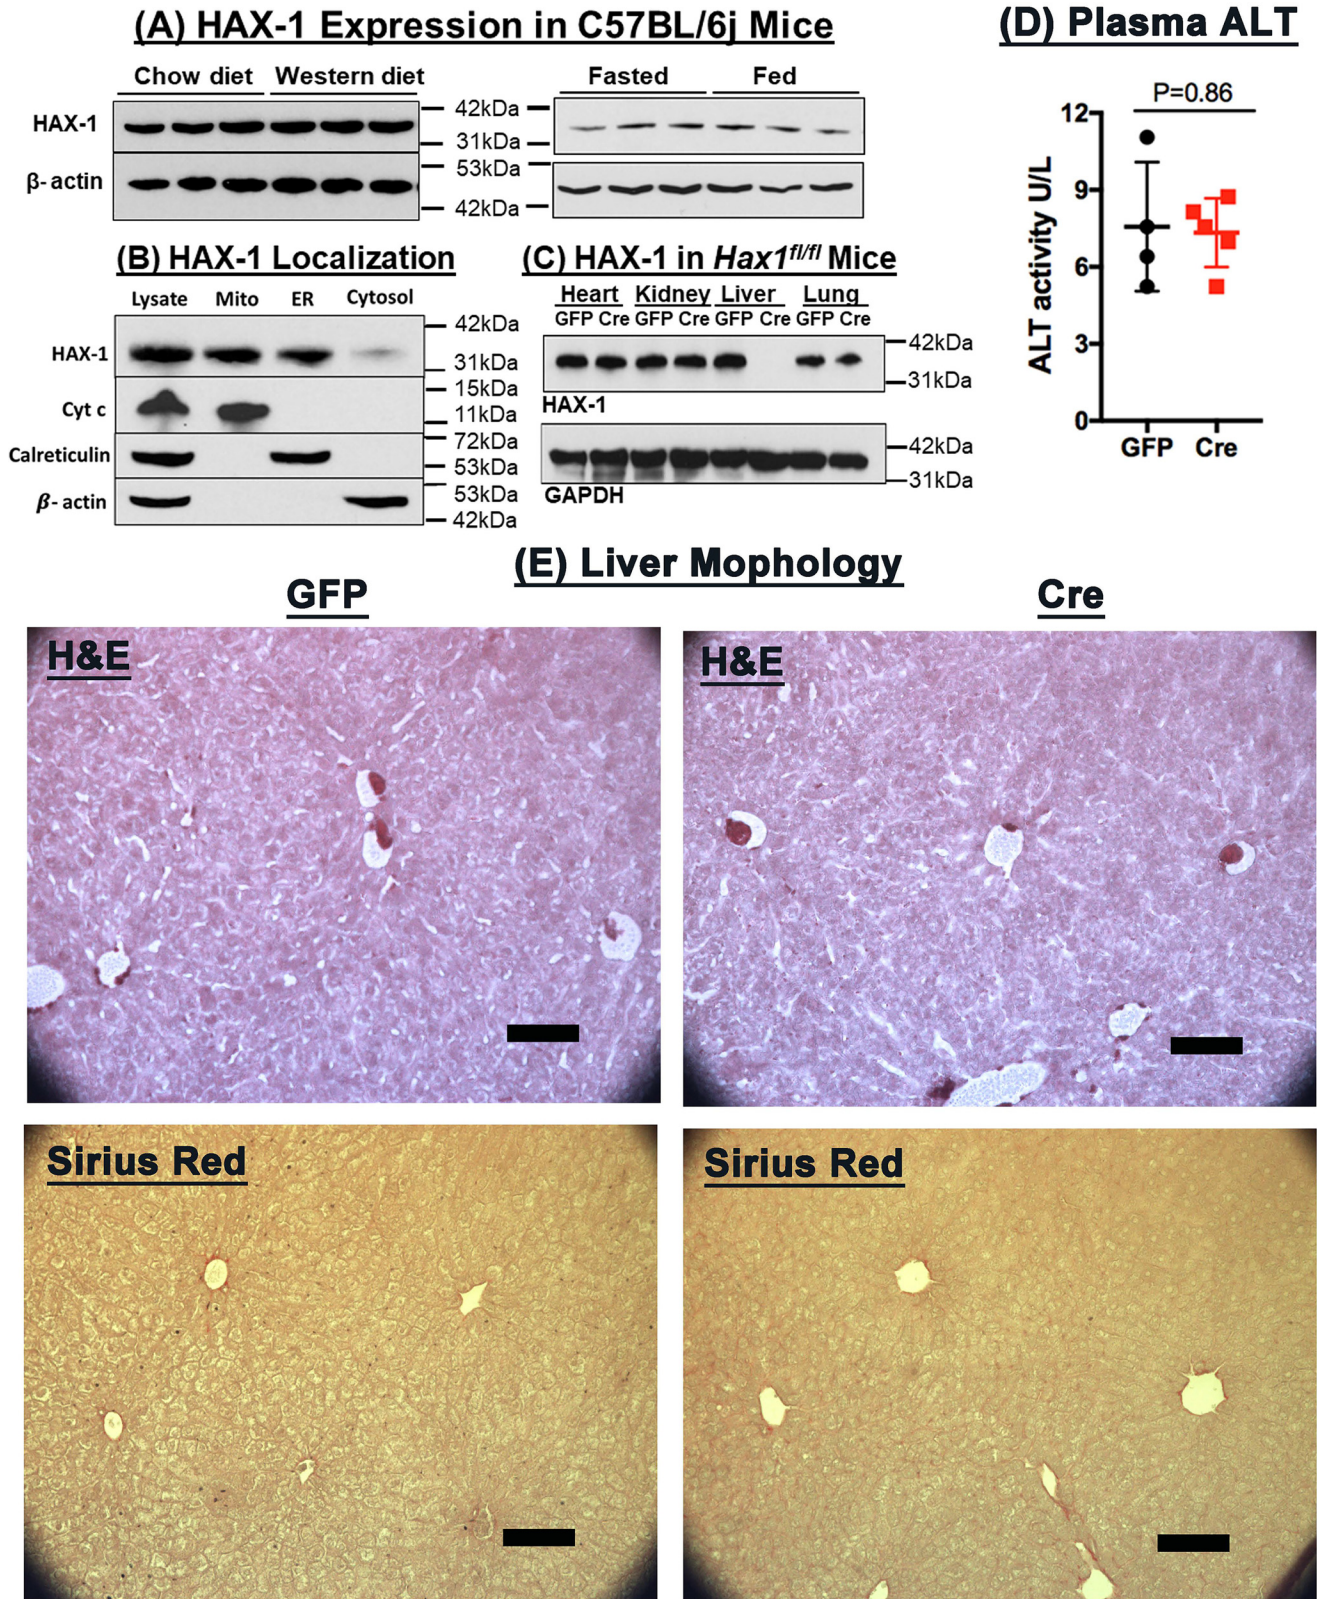 (A) HAX-1 Expression in C57BL/6j Mice
Chow diet Western diet
Fasted Fed
HAX-1
42kDa
31kDa
β- actin
53kDa
42kDa
(D) Plasma ALT
P=0.86
ALT activity U/L
12
9
6
3
0
GFP Cre
(B) HAX-1 Localization
Lysate Mito ER Cytosol
HAX-1
42kDa
31kDa
Cyt c
15kDa
11kDa
Calreticulin
72kDa
53kDa
β- actin
53kDa
42kDa
(C) HAX-1 in Hax1fl/fl Mice
Heart Kidney Liver Lung
GFP Cre GFP Cre GFP Cre GFP Cre
42kDa
31kDa
HAX-1
42kDa
31kDa
GAPDH
(E) Liver Mophology
GFP
Cre
H&E
H&E
Sirius Red
Sirius Red